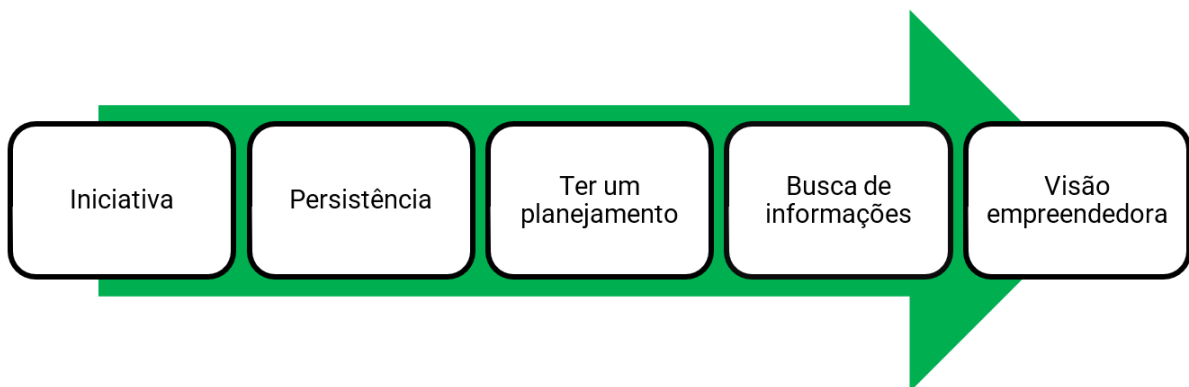 Iniciativa
Persistência
Ter um
planejamento
Busca de
informações
Visão
empreendedora